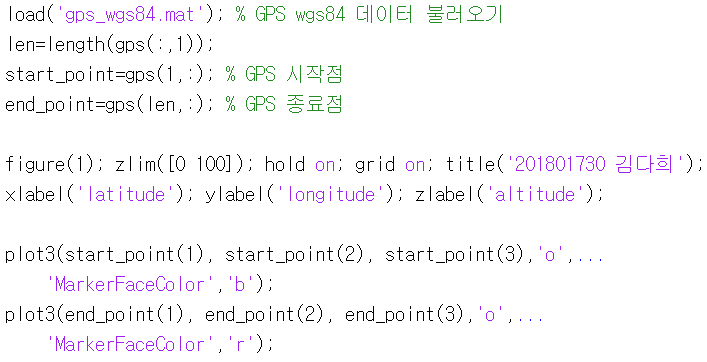 load('gps_wgs84.mat'); % GPS wgs84 데이터 불러오기
len=length(gps(:,1));
start_point=gps(1,:); % GPS 시작점
end_point=gps(len,:); % GPS 종료점
figure(1); zlim([0 100]); hold on; grid on; title('201801730 김다희');
xlabel('latitude'); ylabel('longitude'); zlabel('altitude');
plot3(start_point(1), start_point(2), start_point(3),'o',...
'MarkerFaceColor','b');
plot3(end_point(1), end_point(2), end_point(3),'o',...
'MarkerFaceColor','r');